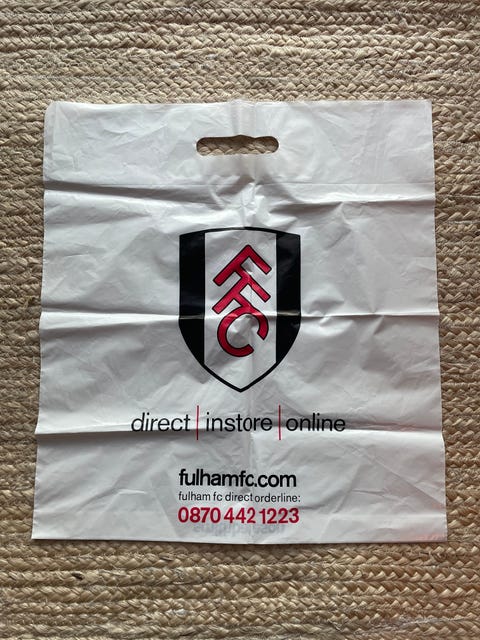 FFC
direct | instore | online
fulhamfc.com
fulham fc direct orderline:
0870 442 1223